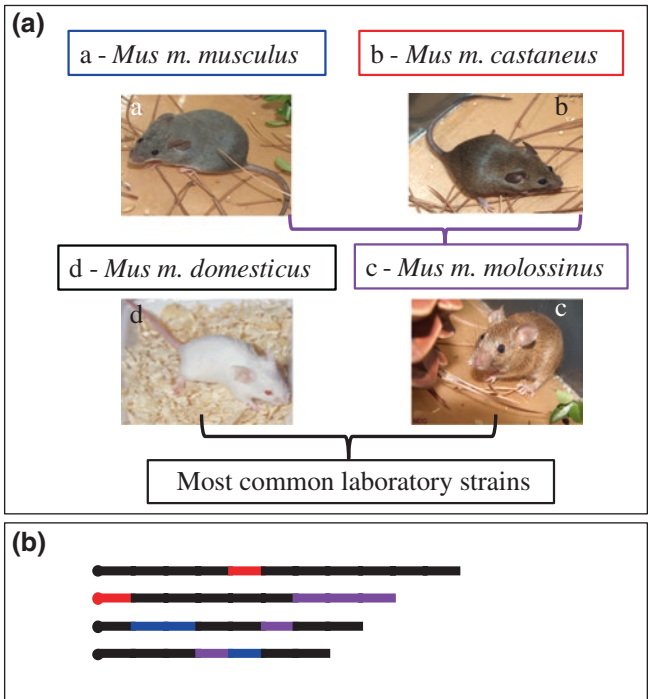 (a)
a - Mus m. musculus
b - Mus m. castaneus
a
b
d - Mus m. domesticus
c - Mus m. molossinus
d
c
Most common laboratory strains
(b)